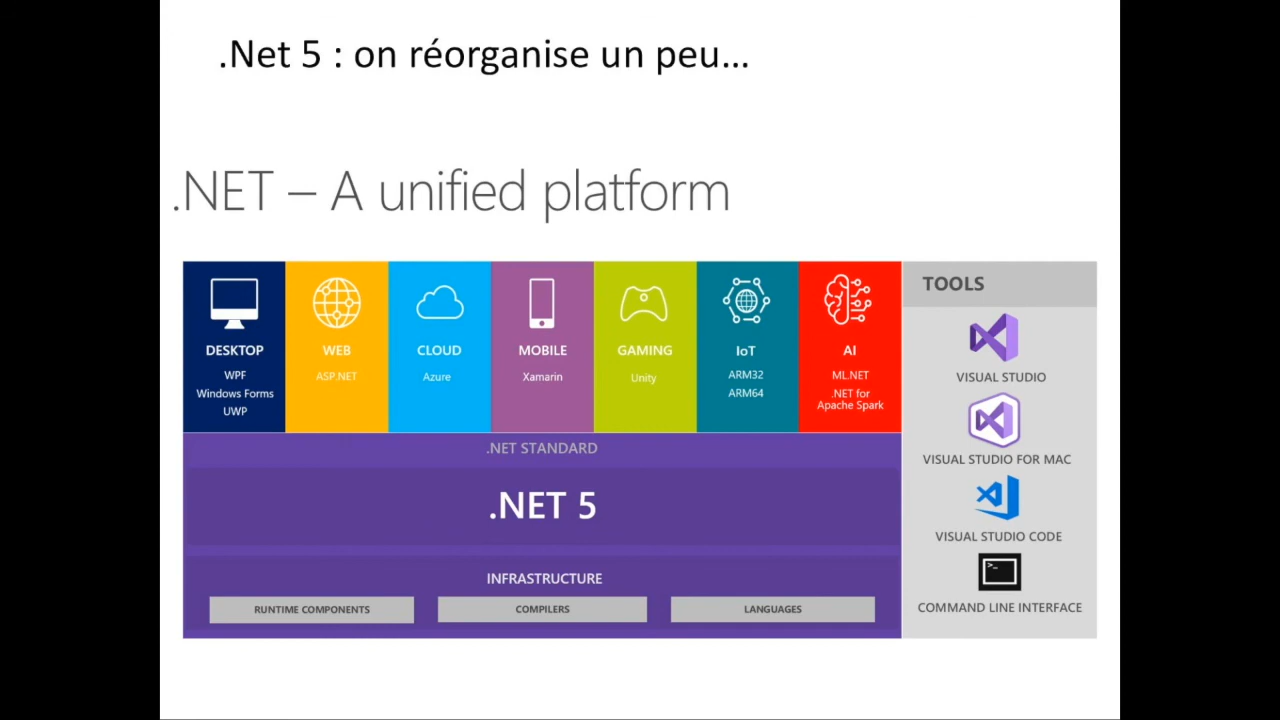 .Net 5 : on réorganise un peu...
.NET – A unified platform
DESKTOP
WPF
Windows Forms
UWP
WEB
ASP.NET
CLOUD
Azure
MOBILE
Xamarin
GAMING
Unity
IoT
ARM32
ARM64
AI
ML.NET
.NET for
Apache Spark
.NET STANDARD
.NET 5
INFRASTRUCTURE
RUNTIME COMPONENTS
COMPILERS
LANGUAGES
TOOLS
VISUAL STUDIO
VISUAL STUDIO FOR MAC
VISUAL STUDIO CODE
>_
COMMAND LINE INTERFACE